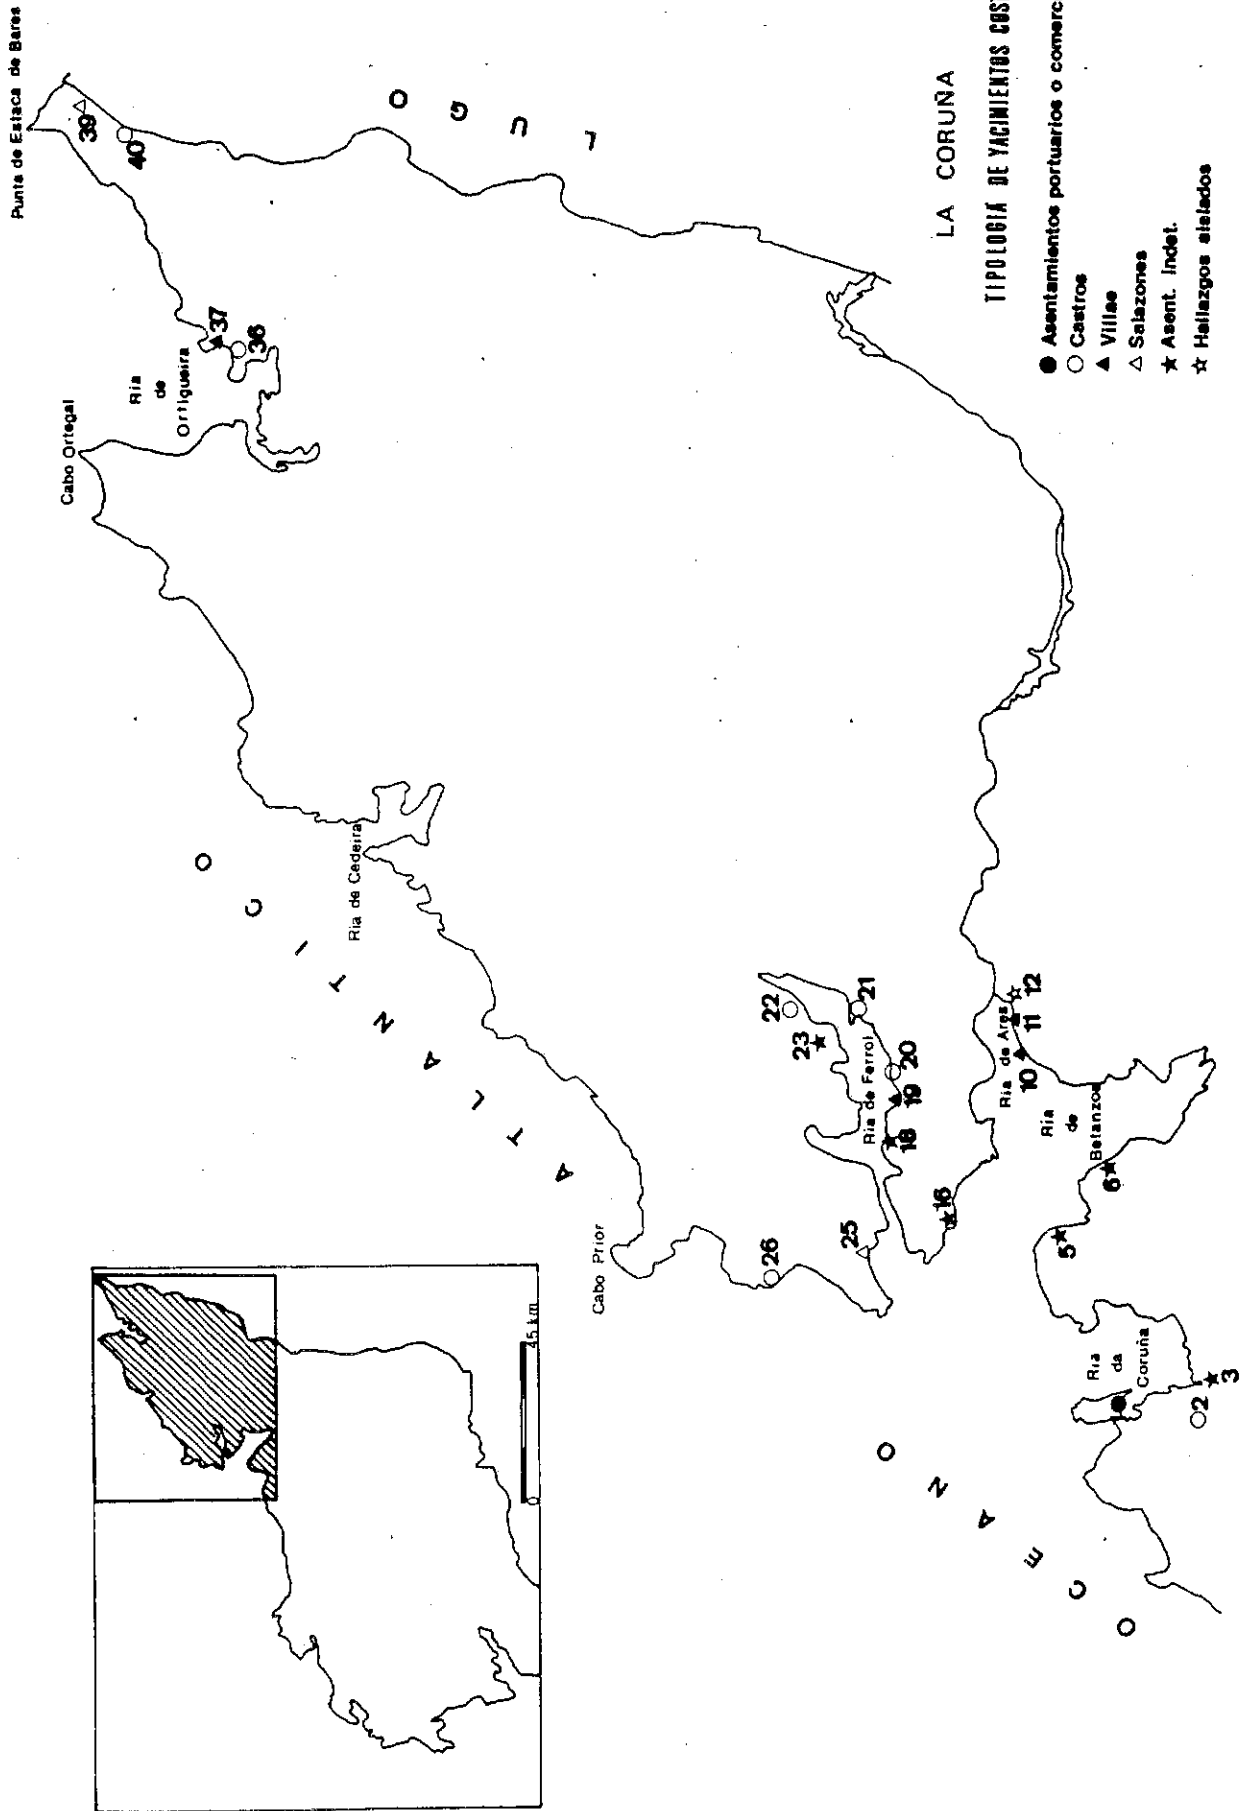 Punta de Estaca de Bares
39
40
Cabo Ortegal
Ria
de
Ortigueira
37
36
LUGO
Ria de Cedeira
OCEANO ATLANTICO
Cabo Prior
26
25
22
23
21
Ria de Ferrol
20
19
18
16
Ria de Ares
12
11
10
Ria
de
Betanzos
6
5
Ria
da
Coruña
2
3
0 45 km
LA CORUÑA
TIPOLOGIA DE YACIMIENTOS
Asentamientos portuarios o
Castros
Villae
Salazones
Asent. Indet.
Hallazgos aislados